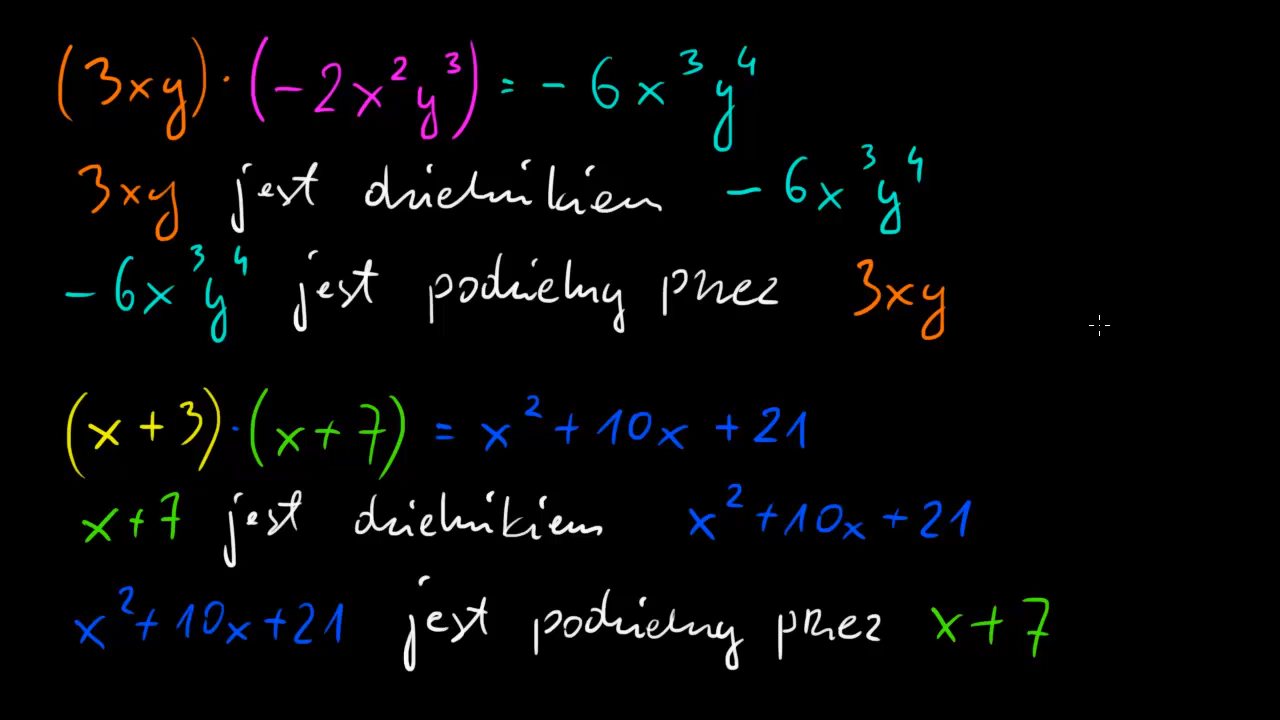 (3xy) · (-2x²y³) = -6x³y⁴
3xy jest dzielnikiem -6x³y⁴
-6x³y⁴ jest podzielny przez 3xy
(x+3) · (x+7) = x²+10x+21
x+7 jest dzielnikiem x²+10x+21
x²+10x+21 jest podzielny przez x+7